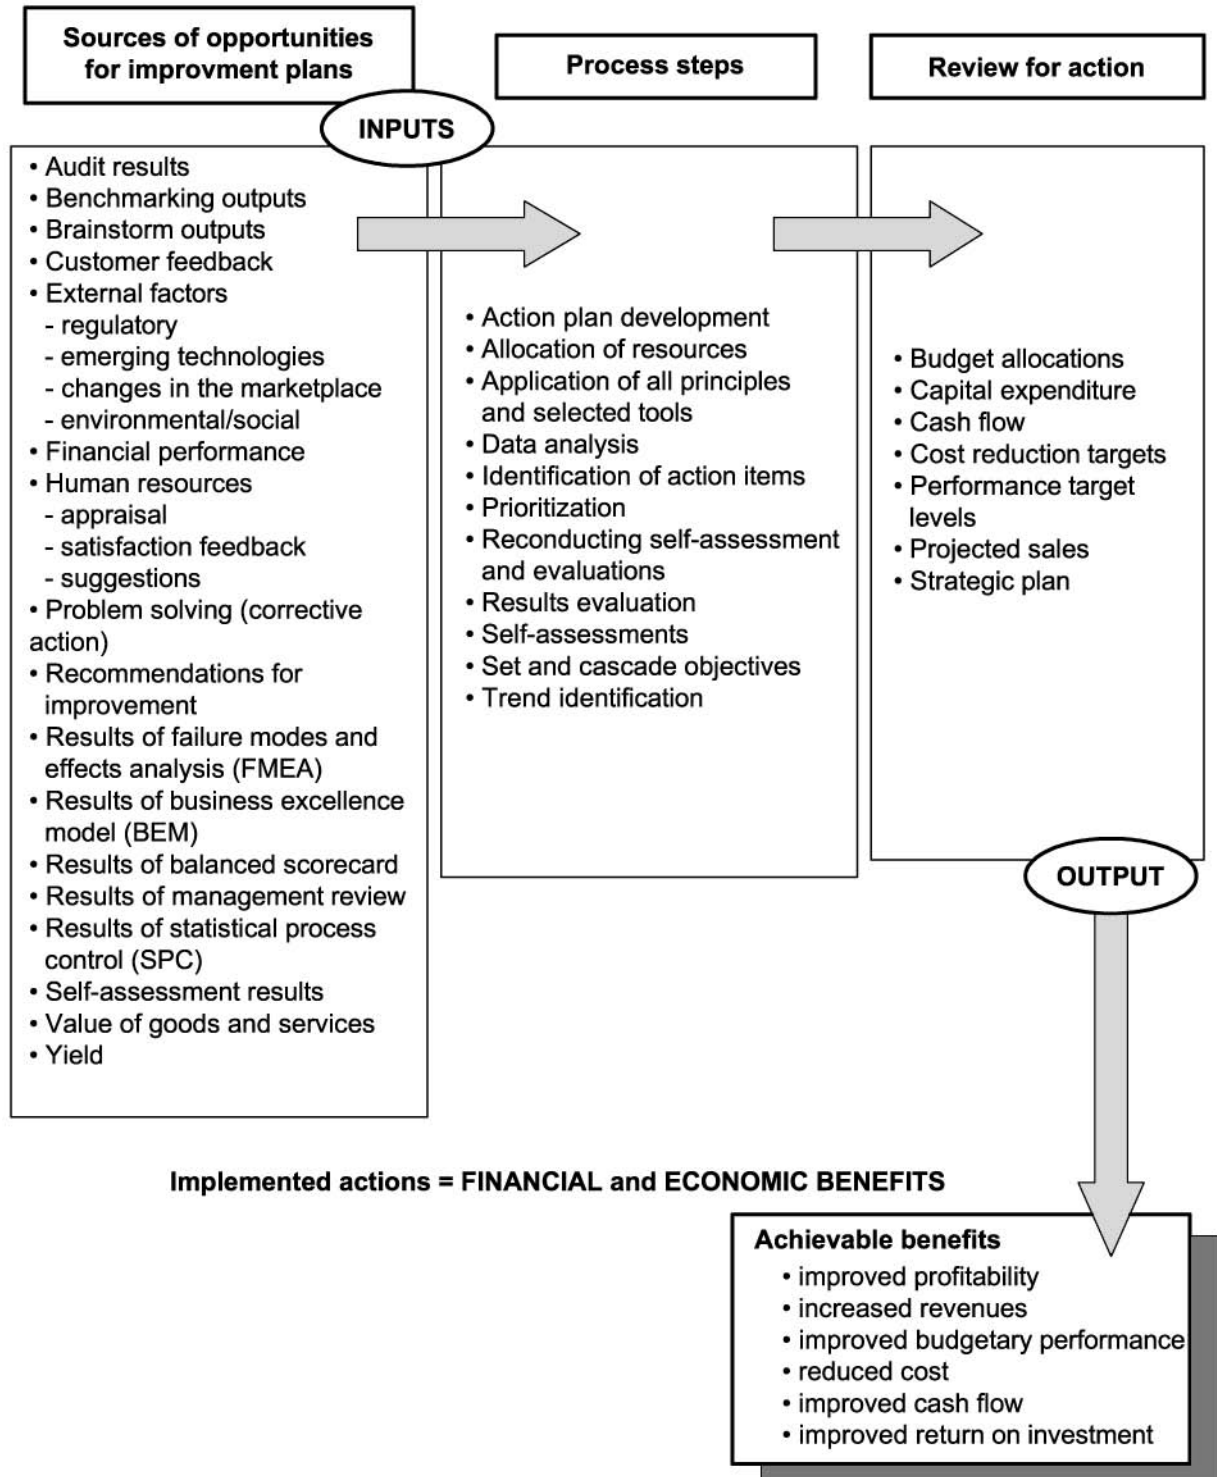 Sources of opportunities
for improvment plans
Process steps
Review for action
INPUTS
• Audit results
• Benchmarking outputs
• Brainstorm outputs
• Customer feedback
• External factors
- regulatory
- emerging technologies
- changes in the marketplace
- environmental/social
• Financial performance
• Human resources
- appraisal
- satisfaction feedback
- suggestions
• Problem solving (corrective
action)
• Recommendations for
improvement
• Results of failure modes and
effects analysis (FMEA)
• Results of business excellence
model (BEM)
• Results of balanced scorecard
• Results of management review
• Results of statistical process
control (SPC)
• Self-assessment results
• Value of goods and services
• Yield
• Action plan development
• Allocation of resources
• Application of all principles
and selected tools
• Data analysis
• Identification of action items
• Prioritization
• Reconducting self-assessment
and evaluations
• Results evaluation
• Self-assessments
• Set and cascade objectives
• Trend identification
• Budget allocations
• Capital expenditure
• Cash flow
• Cost reduction targets
• Performance target
levels
• Projected sales
• Strategic plan
OUTPUT
Implemented actions = FINANCIAL and ECONOMIC BENEFITS
Achievable benefits
• improved profitability
• increased revenues
• improved budgetary performance
• reduced cost
• improved cash flow
• improved return on investment